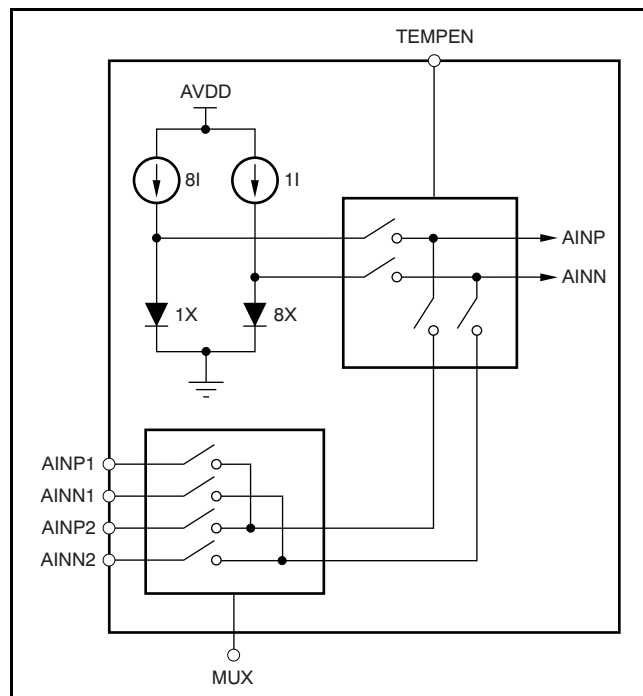 TEMPEN
AVDD
8I
1I
AINP
AINN
1X
8X
AINP1
AINN1
AINP2
AINN2
MUX